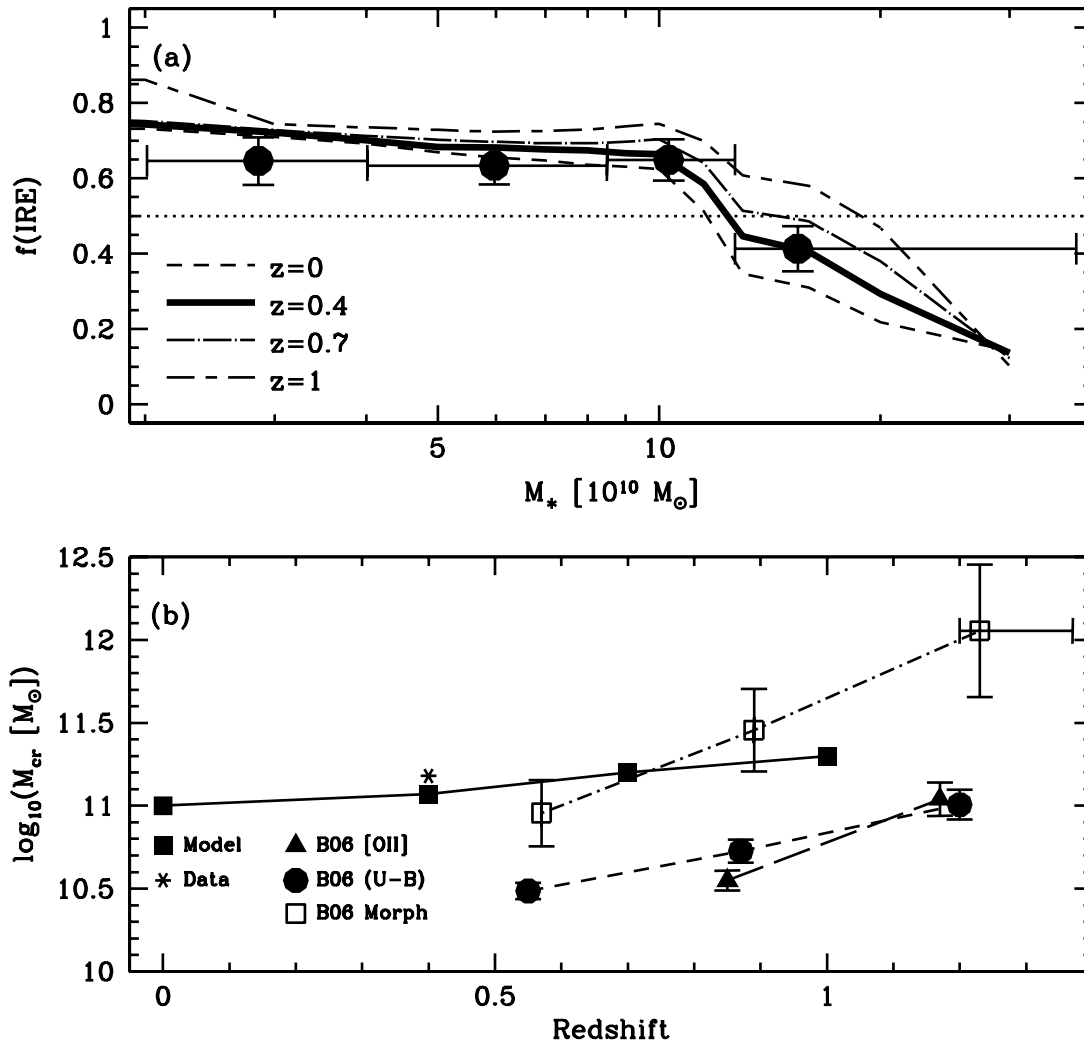 (a)
1
0.8
0.6
0.4
0.2
0
f(IRE)
z=0
z=0.4
z=0.7
z=1
5
10
M* [10¹⁰ M⊙]
(b)
12.5
12
11.5
11
10.5
10
log₁₀(M_cr [M⊙])
Model
Data
B06 [OII]
B06 (U-B)
B06 Morph
0
0.5
1
Redshift